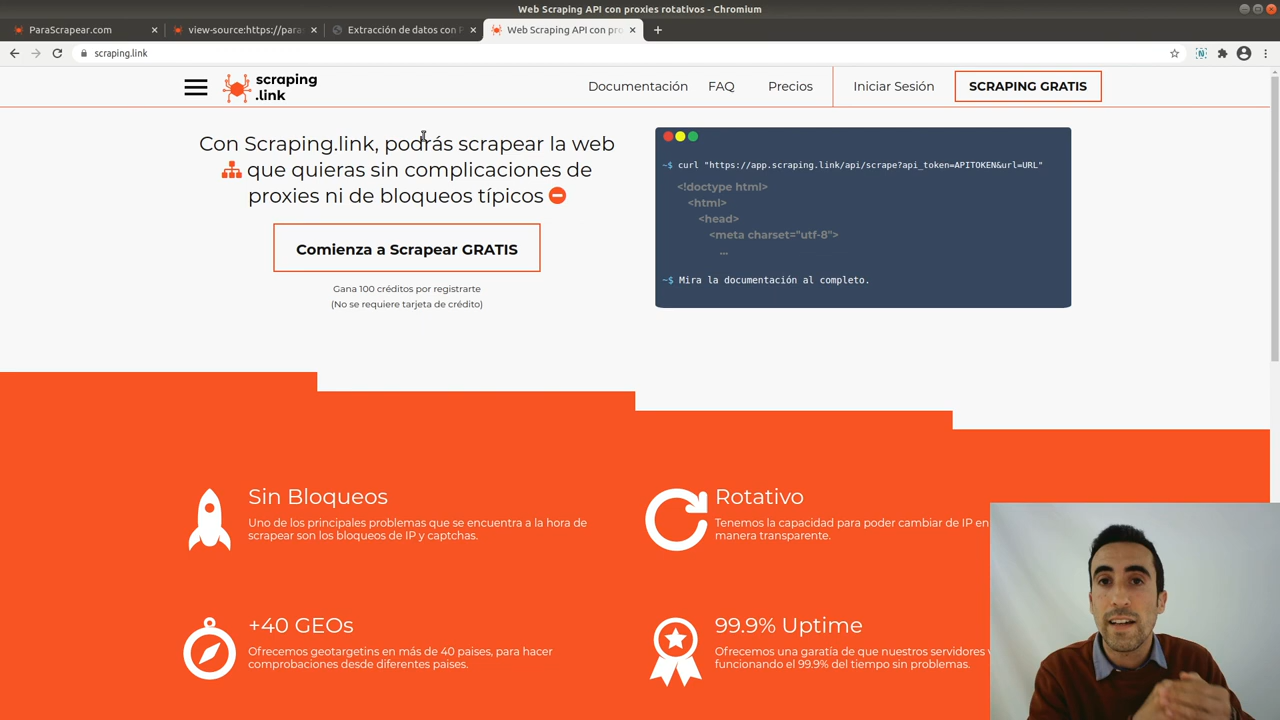 Web Scraping API con proxies rotativos - Chromium
ParaScrapear.com
view-source:https://para
Extracción de datos con P
Web Scraping API con pro
scraping.link
scraping
.link
Documentación
FAQ
Precios
Iniciar Sesión
SCRAPING GRATIS
Con Scraping.link, podrás scrapear la web
que quieras sin complicaciones de
proxies ni de bloqueos típicos
Comienza a Scrapear GRATIS
Gana 100 créditos por registrarte
(No se requiere tarjeta de crédito)
~$ curl "https://app.scraping.link/api/scrape?api_token=APITOKEN&url=URL"
<!doctype html>
<html>
<head>
<meta charset="utf-8">
...
~$ Mira la documentación al completo.
Sin Bloqueos
Uno de los principales problemas que se encuentra a la hora de
scrapear son los bloqueos de IP y captchas.
Rotativo
Tenemos la capacidad para poder cambiar de IP en
manera transparente.
+40 GEOs
Ofrecemos geotargetins en más de 40 paises, para hacer
comprobaciones desde diferentes paises.
99.9% Uptime
Ofrecemos una garatía de que nuestros servidores
funcionando el 99.9% del tiempo sin problemas.